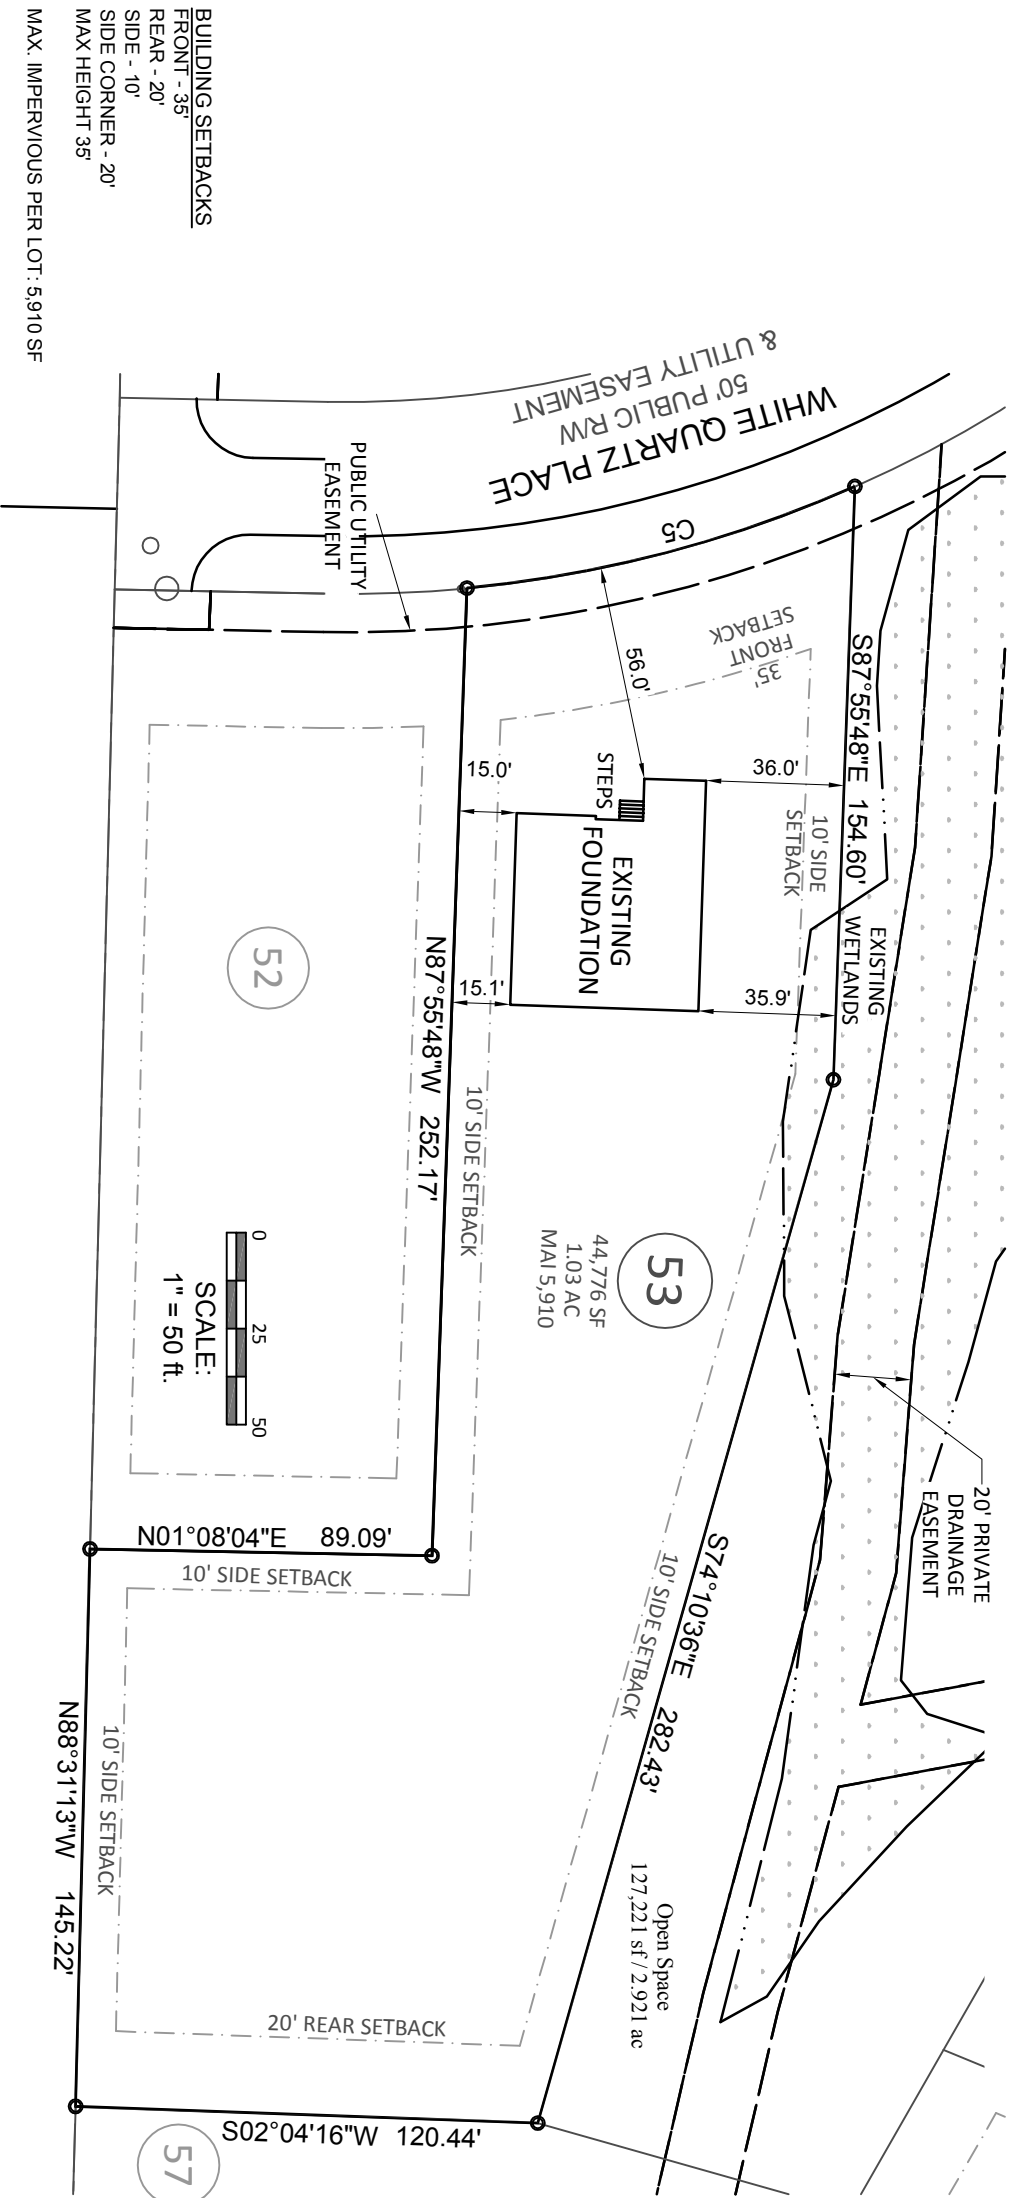 BUILDING SETBACKS
FRONT - 35'
REAR - 20'
SIDE - 10'
SIDE CORNER - 20'
MAX HEIGHT 35'
MAX. IMPERVIOUS PER LOT: 5,910 SF
WHITE QUARTZ PLACE
50' PUBLIC R/W
& UTILITY EASEMENT
PUBLIC UTILITY
EASEMENT
C5
35'
FRONT
SETBACK
56.0'
S87°55'48"E 154.60'
36.0'
10' SIDE
SETBACK
15.0'
STEPS
EXISTING
FOUNDATION
EXISTING
WETLANDS
35.9'
15.1'
52
N87°55'48"W 252.17'
10' SIDE SETBACK
53
44,776 SF
1.03 AC
MAI 5,910
0
25
50
SCALE:
1" = 50 ft.
20' PRIVATE
DRAINAGE
EASEMENT
S74°10'36"E 282.43'
10' SIDE SETBACK
N01°08'04"E 89.09'
10' SIDE SETBACK
N88°31'13"W 145.22'
10' SIDE SETBACK
Open Space
127,221 sf / 2.921 ac
20' REAR SETBACK
S02°04'16"W 120.44'
57